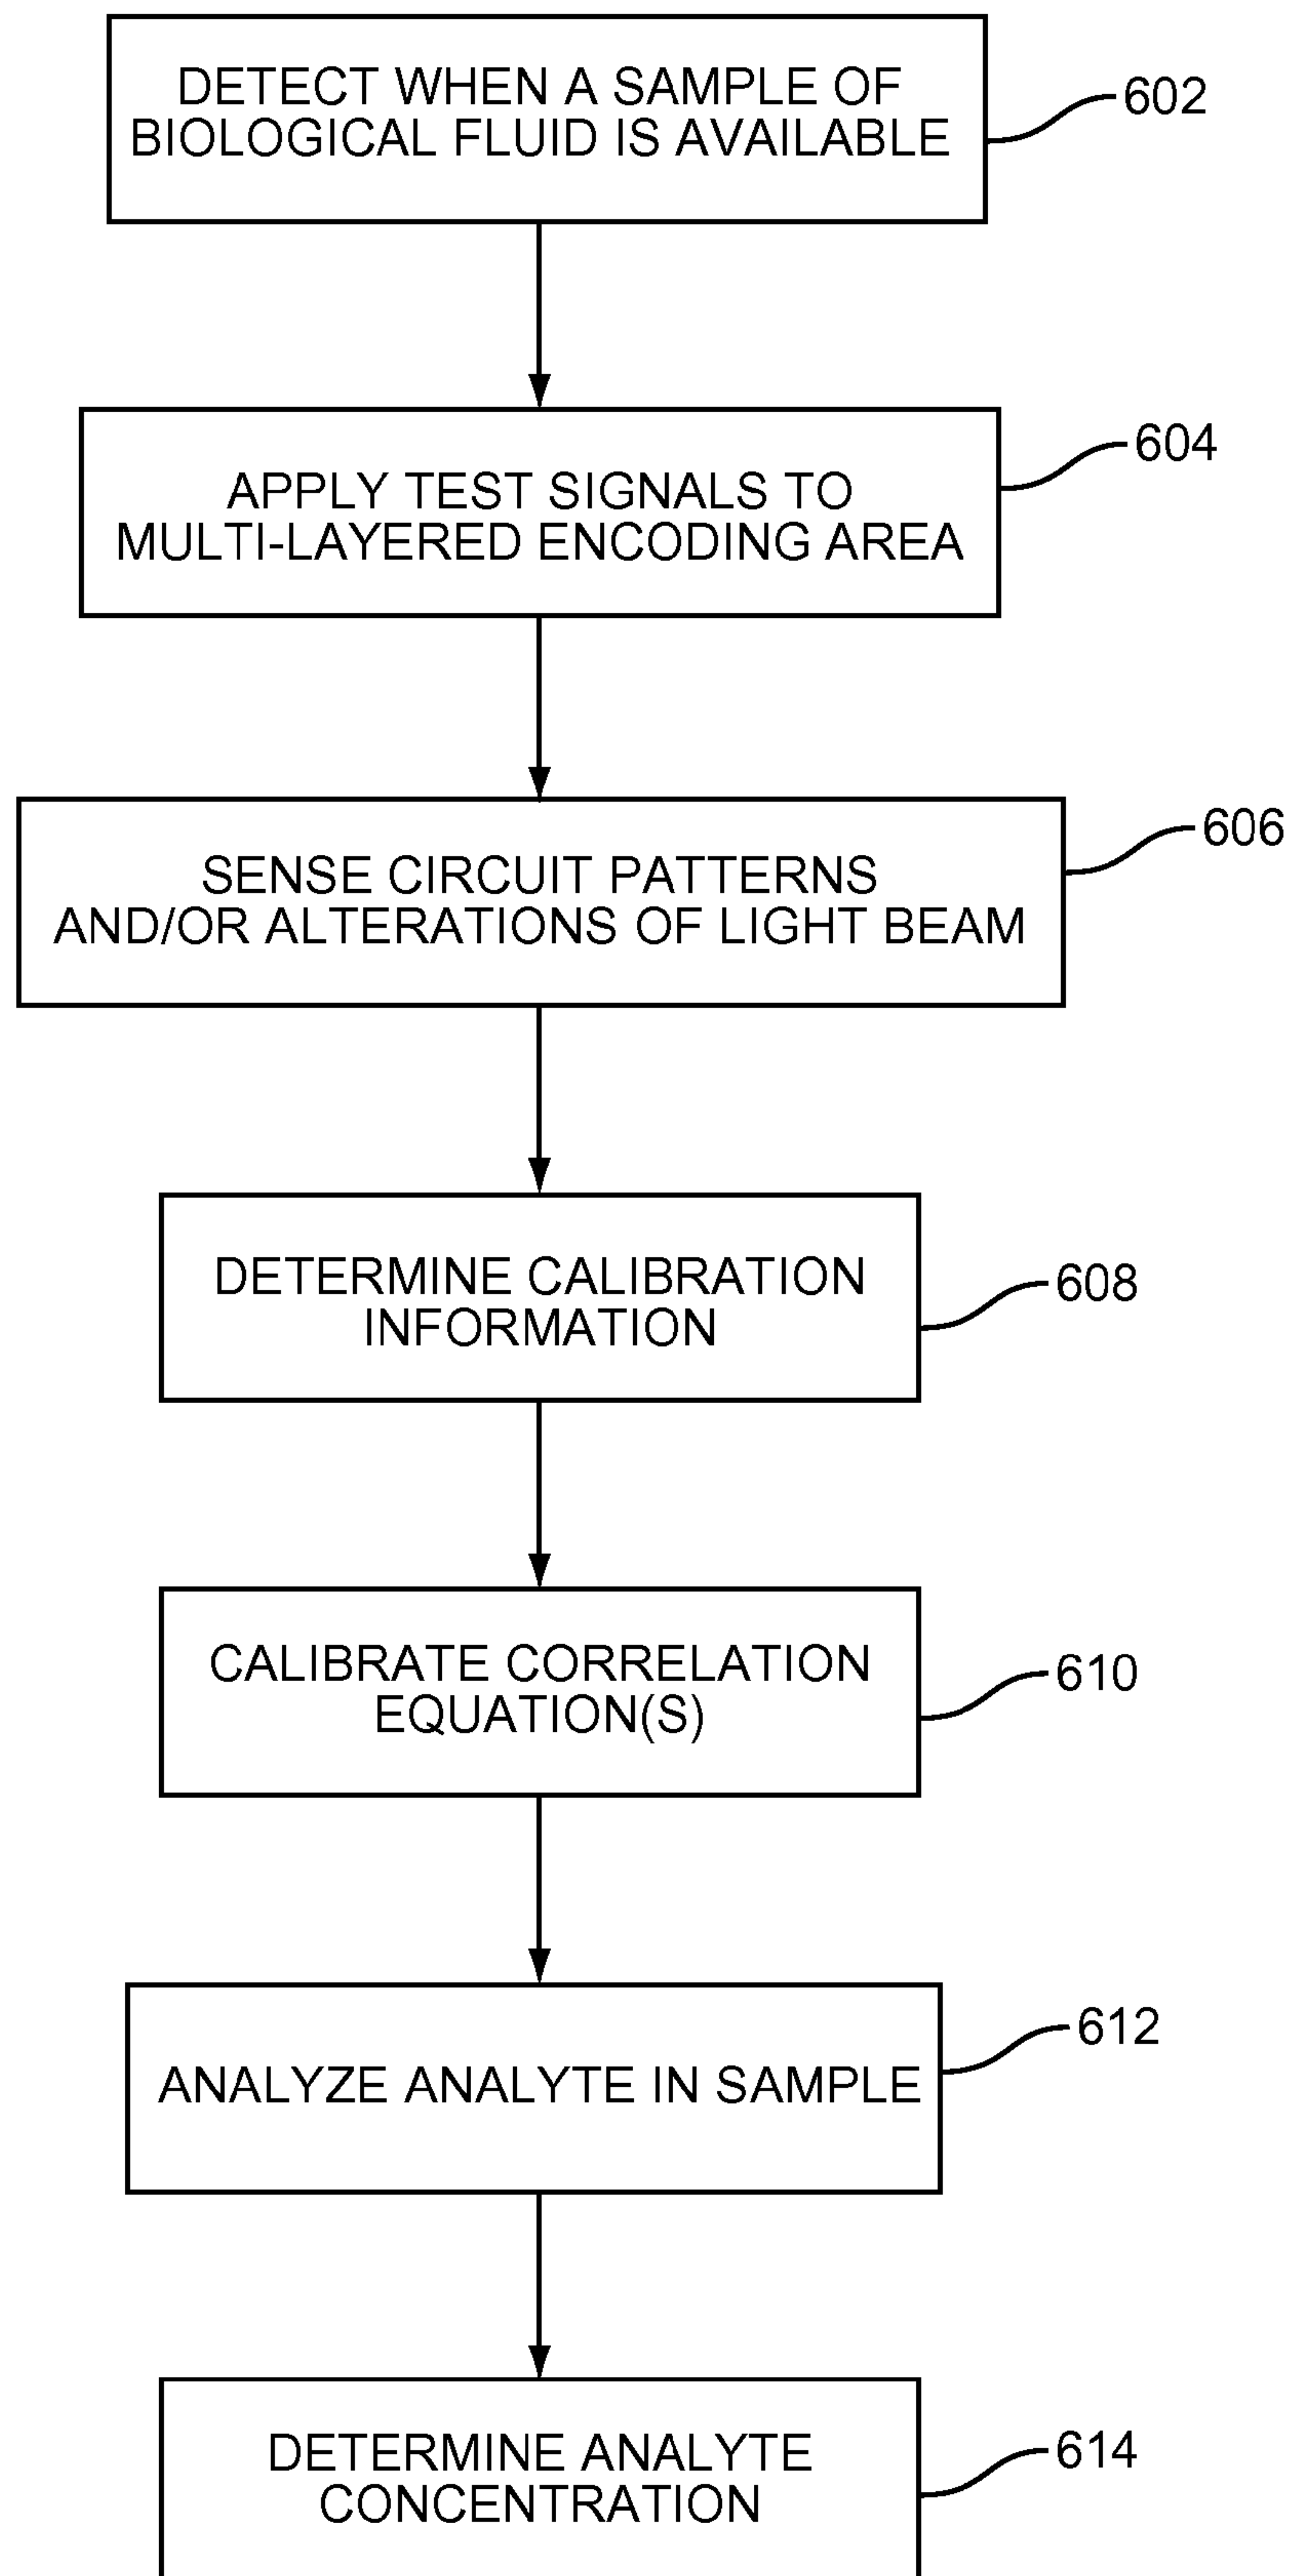 DETECT WHEN A SAMPLE OF
BIOLOGICAL FLUID IS AVAILABLE
602
APPLY TEST SIGNALS TO
MULTI-LAYERED ENCODING AREA
604
SENSE CIRCUIT PATTERNS
AND/OR ALTERATIONS OF LIGHT BEAM
606
DETERMINE CALIBRATION
INFORMATION
608
CALIBRATE CORRELATION
EQUATION(S)
610
ANALYZE ANALYTE IN SAMPLE
612
DETERMINE ANALYTE
CONCENTRATION
614